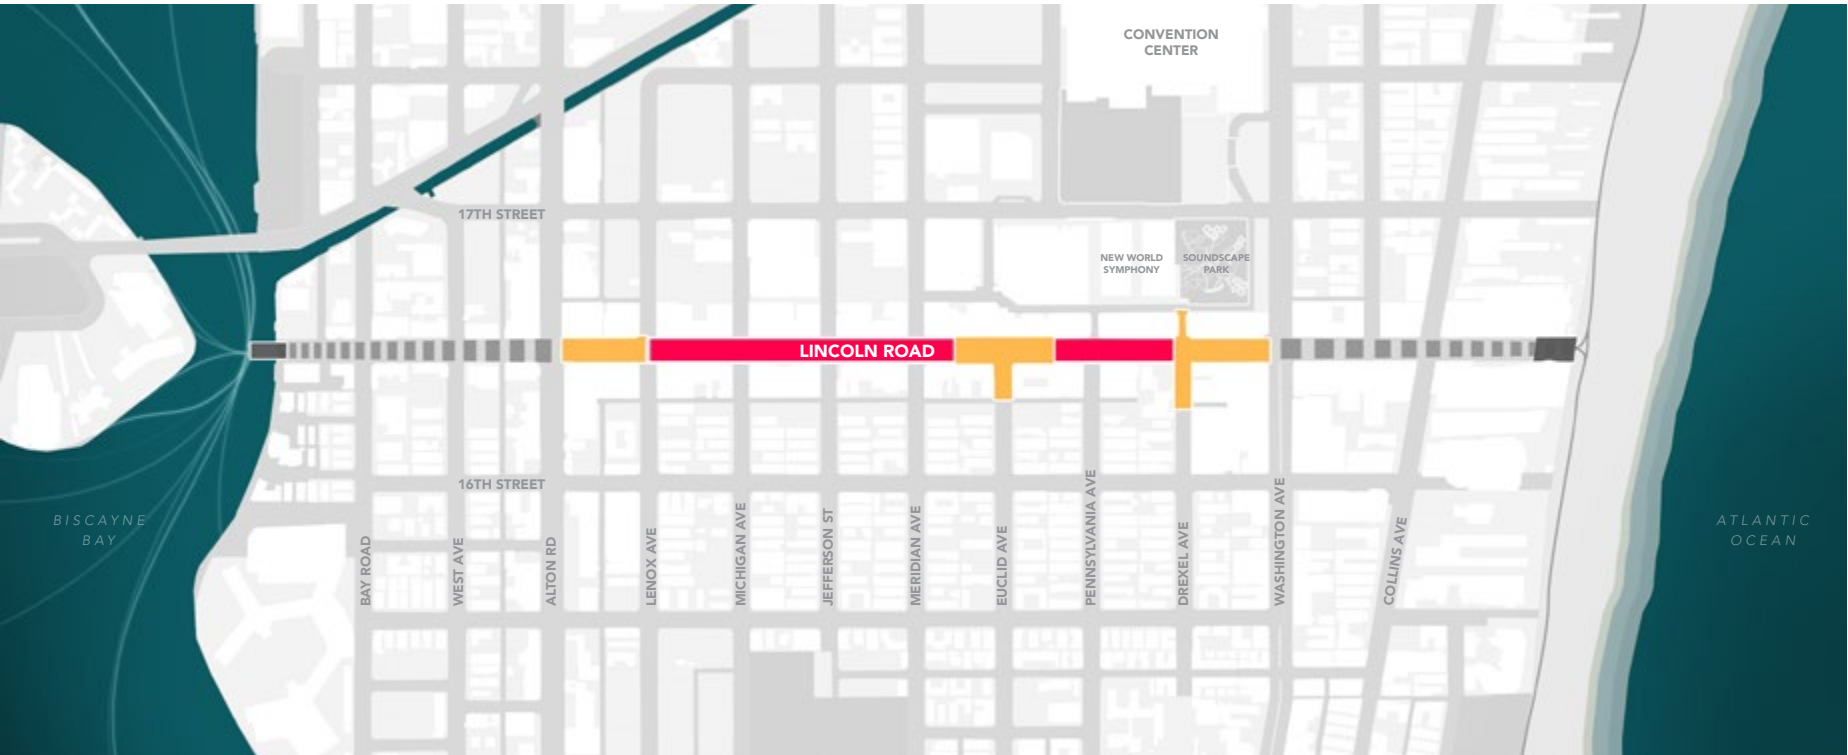 CONVENTION
CENTER
17TH STREET
NEW WORLD
SYMPHONY
SOUNDSCAPE
PARK
LINCOLN ROAD
16TH STREET
BISCAYNE
BAY
ATLANTIC
OCEAN
BAY ROAD
WEST AVE
ALTON RD
LENOX AVE
MICHIGAN AVE
JEFFERSON ST
MERIDIAN AVE
EUCLID AVE
PENNSYLVANIA AVE
DREXEL AVE
WASHINGTON AVE
COLLINS AVE